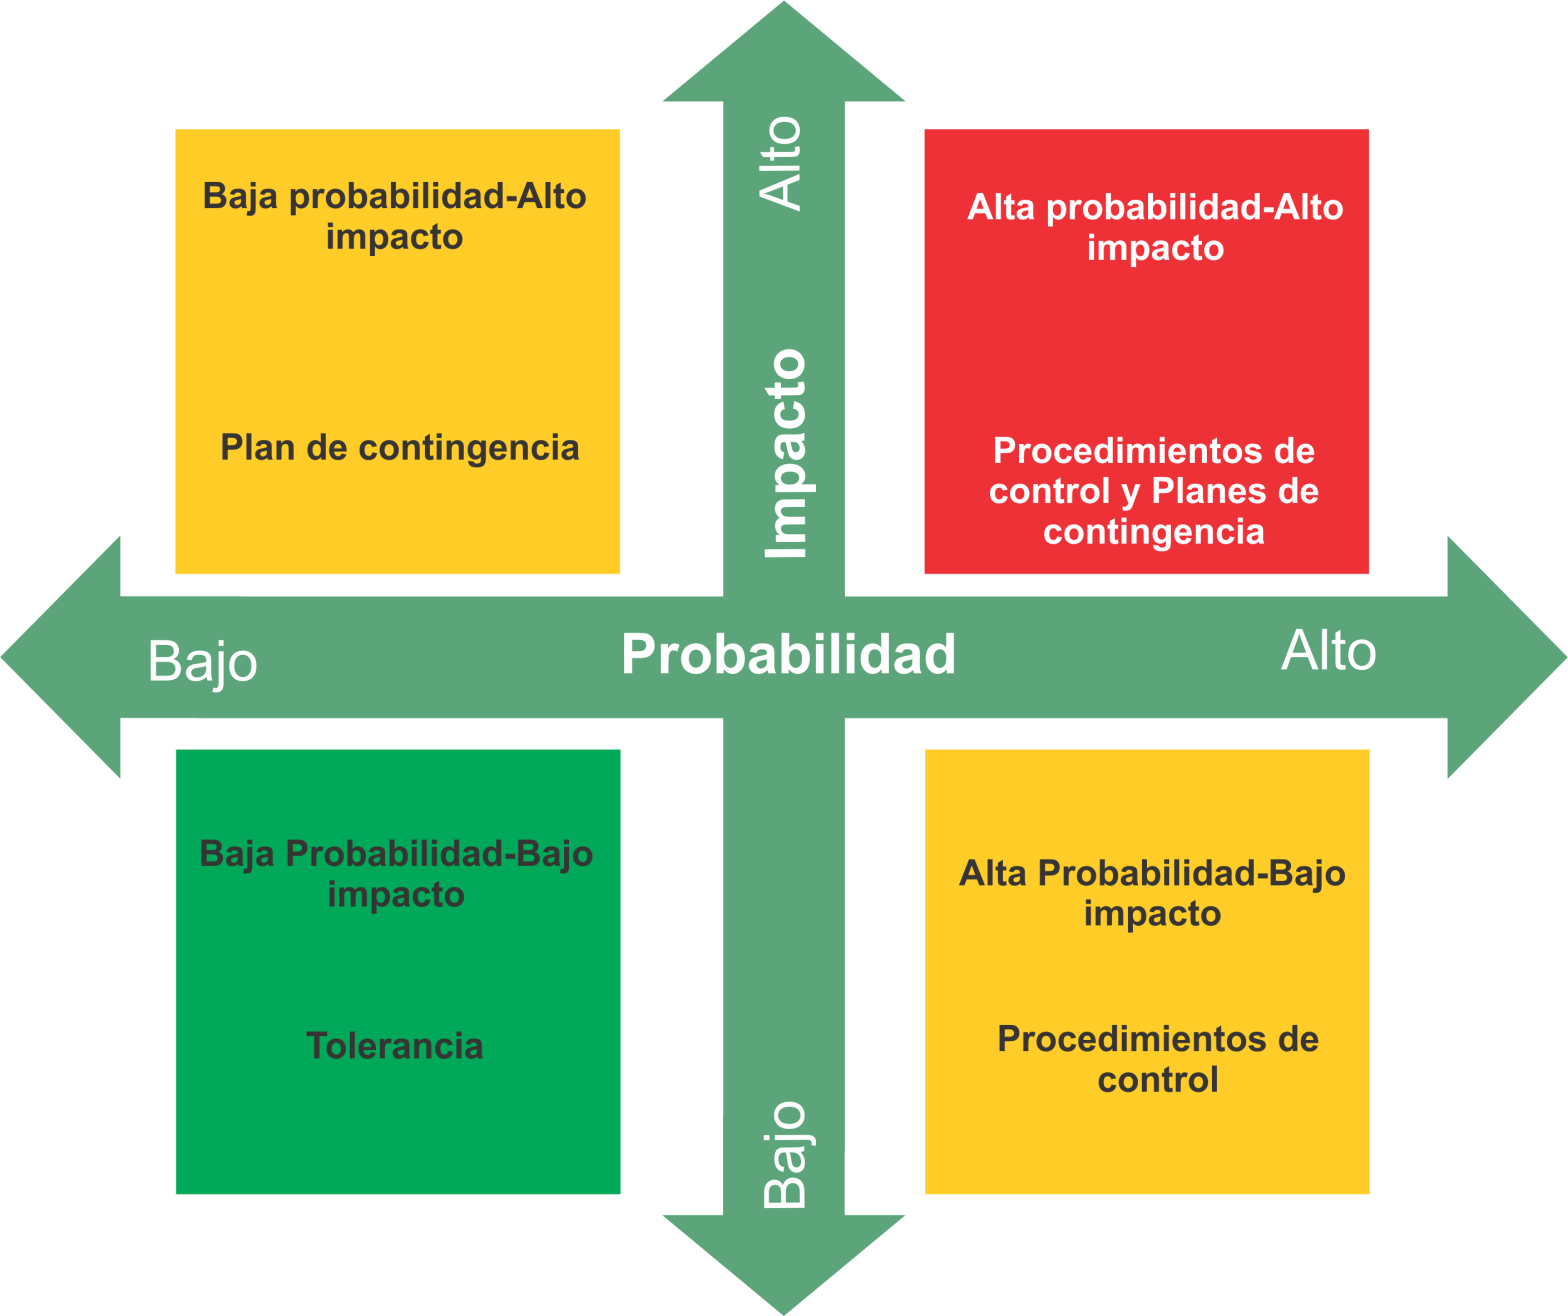 Alto
Baja probabilidad-Alto
impacto
Plan de contingencia
Impacto
Alta probabilidad-Alto
impacto
Procedimientos de
control y Planes de
contingencia
Bajo
Probabilidad
Alto
Baja Probabilidad-Bajo
impacto
Tolerancia
Alta Probabilidad-Bajo
impacto
Procedimientos de
control
Bajo